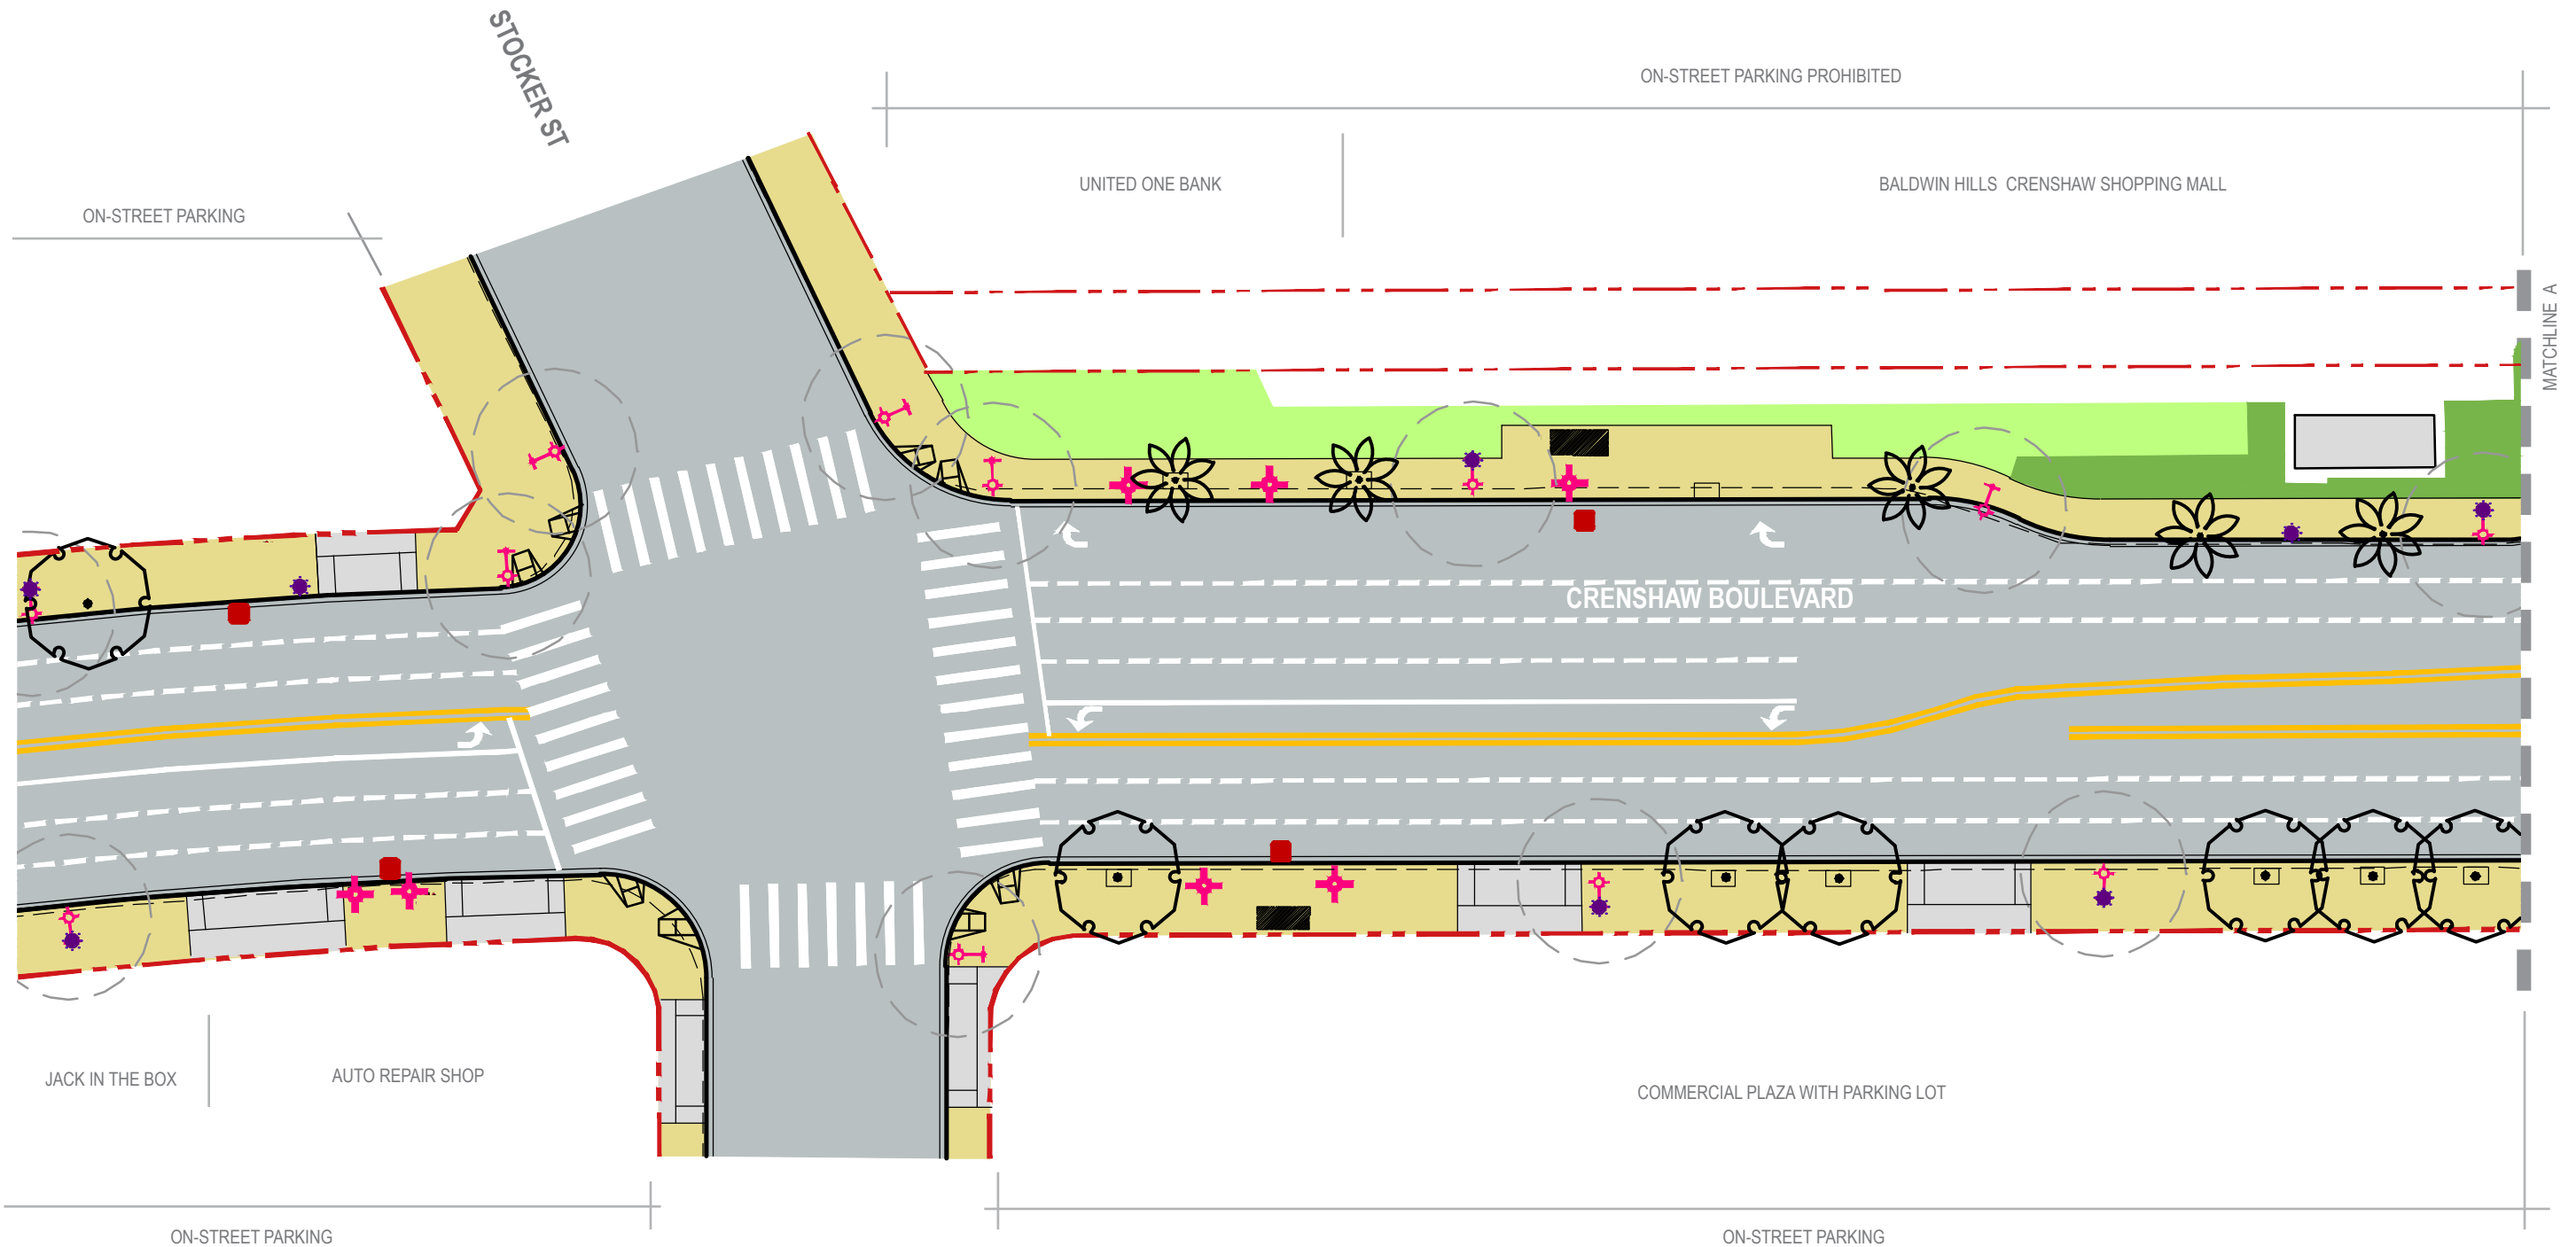 STOCKER ST
ON-STREET PARKING PROHIBITED
UNITED ONE BANK
BALDWIN HILLS CRENSHAW SHOPPING MALL
ON-STREET PARKING
MATCHLINE A
CRENSHAW BOULEVARD
JACK IN THE BOX
AUTO REPAIR SHOP
COMMERCIAL PLAZA WITH PARKING LOT
ON-STREET PARKING
ON-STREET PARKING